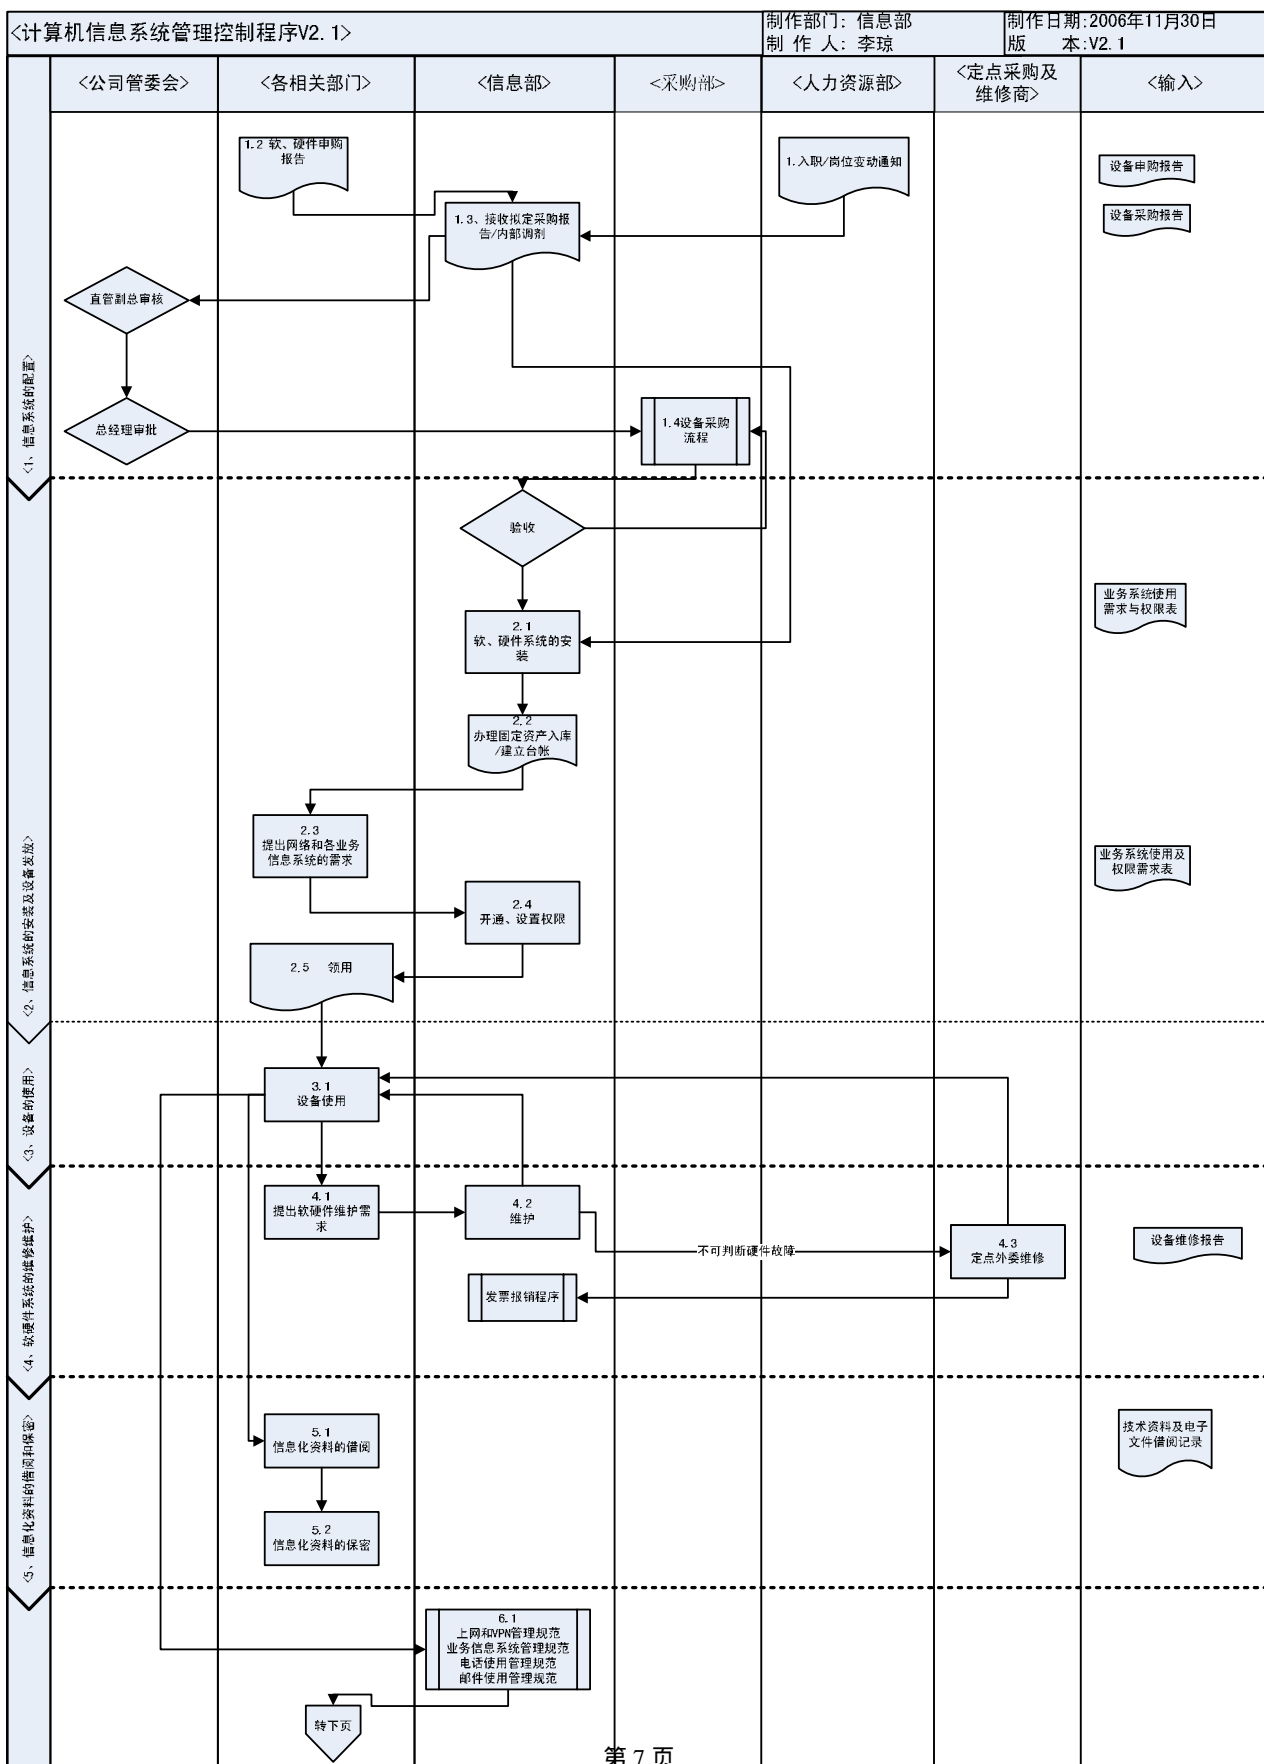 <计算机信息系统管理控制程序V2.1>
制作部门: 信息部
制 作 人: 李琼
制作日期:2006年11月30日
版    本:V2.1
<公司管委会>
<各相关部门>
<信息部>
<采购部>
<人力资源部>
<定点采购及
维修商>
<输入>
<1、信息系统的配置>
1.2 软、硬件申购
报告
1.入职/岗位变动通知
设备申购报告
1.3、接收拟定采购报
告/内部调剂
设备采购报告
直管副总审核
总经理审批
1.4设备采购
流程
<2、信息系统的安装及设备发放>
验收
业务系统使用
需求与权限表
2.1
软、硬件系统的安
装
2.2
办理固定资产入库
/建立台帐
2.3
提出网络和各业务
信息系统的需求
业务系统使用及
权限需求表
2.4
开通、设置权限
2.5  领用
<3、设备的使用>
3.1
设备使用
<4、软硬件系统的维修维护>
4.1
提出软硬件维护需
求
4.2
维护
不可判断硬件故障
4.3
定点外委维修
设备维修报告
发票报销程序
<5、信息化资料的借阅和保密>
5.1
信息化资料的借阅
技术资料及电子
文件借阅记录
5.2
信息化资料的保密
6.1
上网和VPN管理规范
业务信息系统管理规范
电话使用管理规范
邮件使用管理规范
转下页
第 7 页